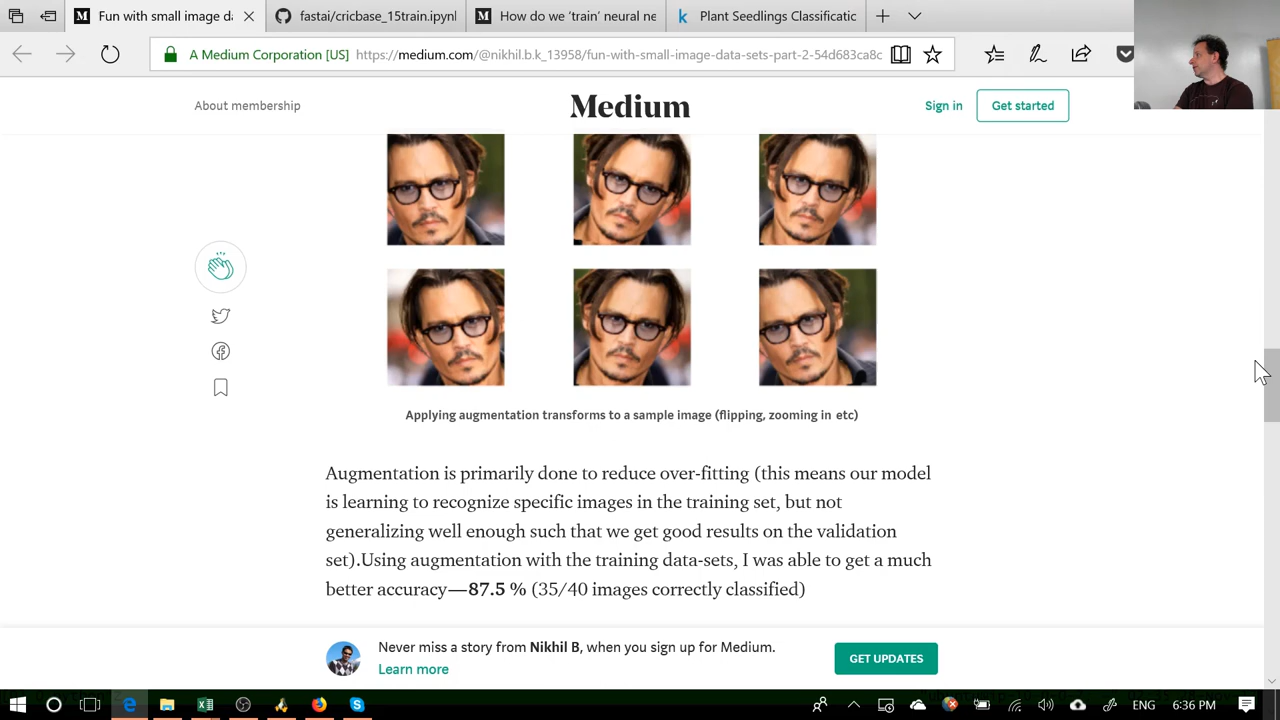 Fun with small image da
fastai/cricbase_15train.ipynl
How do we ‘train’ neural ne
Plant Seedlings Classificatic
A Medium Corporation [US] https://medium.com/@nikhil.b.k_13958/fun-with-small-image-data-sets-part-2-54d683ca8c
About membership
Medium
Sign in
Get started
Applying augmentation transforms to a sample image (flipping, zooming in etc)
Augmentation is primarily done to reduce over-fitting (this means our model
is learning to recognize specific images in the training set, but not
generalizing well enough such that we get good results on the validation
set).Using augmentation with the training data-sets, I was able to get a much
better accuracy — 87.5 % (35/40 images correctly classified)
Never miss a story from Nikhil B, when you sign up for Medium.
Learn more
GET UPDATES
ENG
6:36 PM